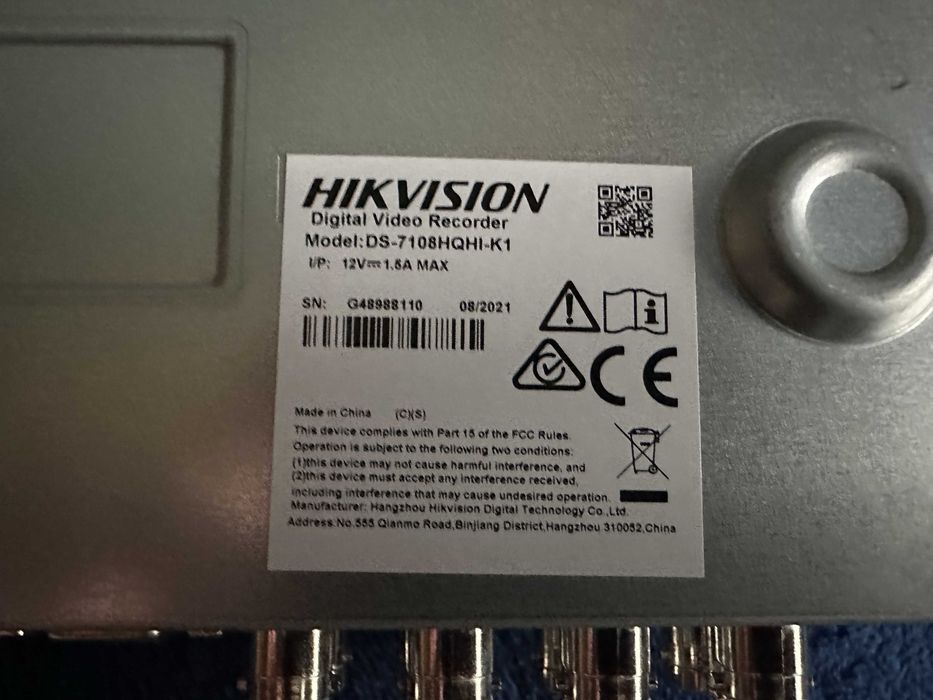 HIKVISION
Digital Video Recorder
Model:DS-7108HQHI-K1
I/P: 12V⎓1.5A MAX
SN: G48988110 08/2021
CE
Made in China (C)(S)
This device complies with Part 15 of the FCC Rules.
Operation is subject to the following two conditions:
(1)this device may not cause harmful interference, and
(2)this device must accept any interference received,
including interference that may cause undesired operation.
Manufacturer: Hangzhou Hikvision Digital Technology Co.,Ltd.
Address:No.555 Qianmo Road,Binjiang District,Hangzhou 310052,China